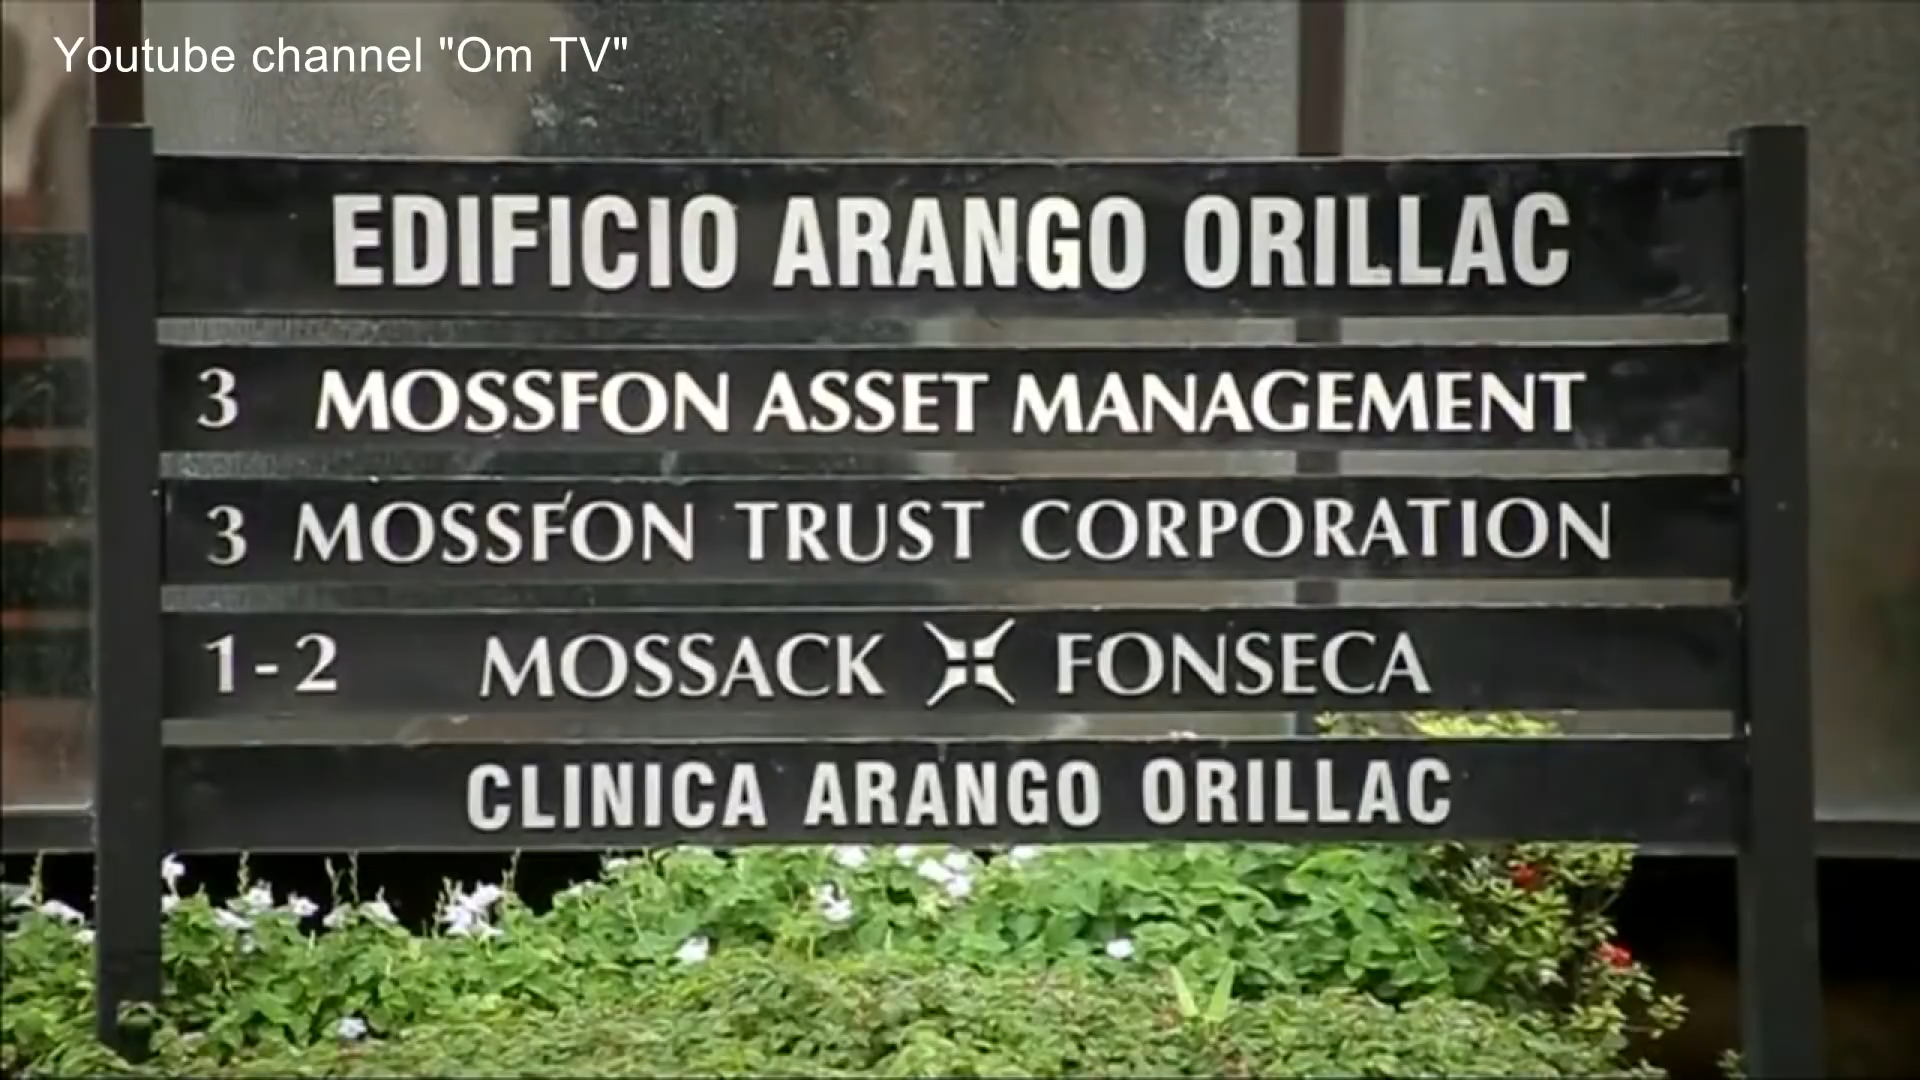 Youtube channel "Om TV"
EDIFICIO ARANGO ORILLAC
3 MOSSFON ASSET MANAGEMENT
3 MOSSFON TRUST CORPORATION
1-2 MOSSACK FONSECA
CLINICA ARANGO ORILLAC